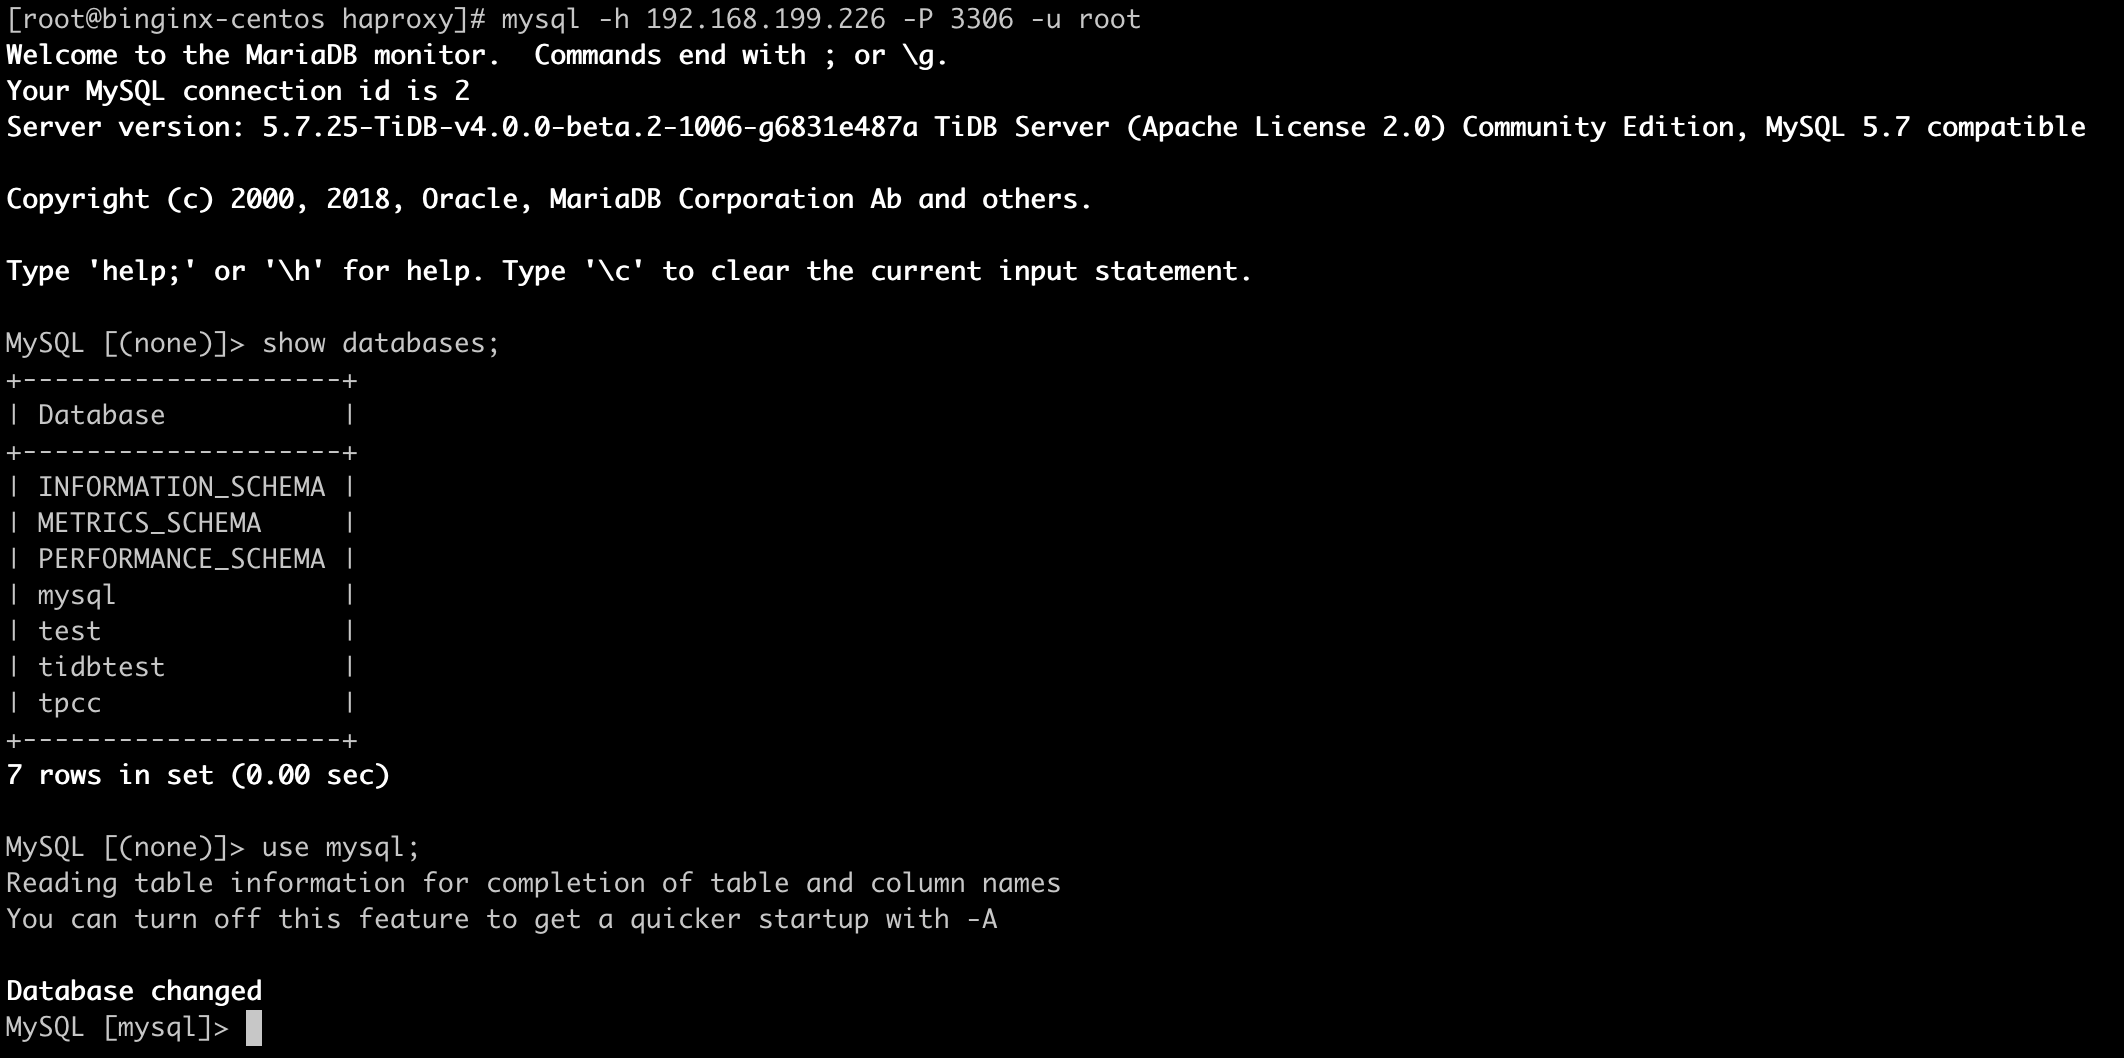 [root@binginx-centos haproxy]# mysql -h 192.168.199.226 -P 3306 -u root
Welcome to the MariaDB monitor.  Commands end with ; or \g.
Your MySQL connection id is 2
Server version: 5.7.25-TiDB-v4.0.0-beta.2-1006-g6831e487a TiDB Server (Apache License 2.0) Community Edition, MySQL 5.7 compatible

Copyright (c) 2000, 2018, Oracle, MariaDB Corporation Ab and others.

Type 'help;' or '\h' for help. Type '\c' to clear the current input statement.

MySQL [(none)]> show databases;
+--------------------+
| Database           |
+--------------------+
| INFORMATION_SCHEMA |
| METRICS_SCHEMA     |
| PERFORMANCE_SCHEMA |
| mysql              |
| test               |
| tidbtest           |
| tpcc               |
+--------------------+
7 rows in set (0.00 sec)

MySQL [(none)]> use mysql;
Reading table information for completion of table and column names
You can turn off this feature to get a quicker startup with -A

Database changed
MySQL [mysql]>